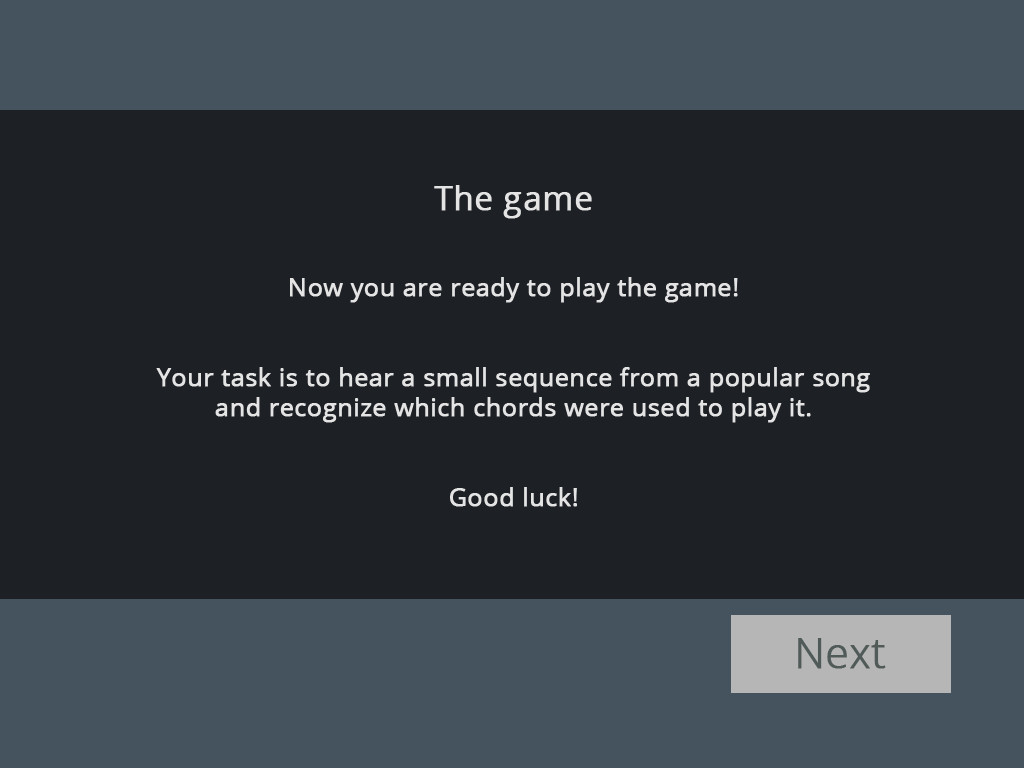 The game
Now you are ready to play the game!
Your task is to hear a small sequence from a popular song
and recognize which chords were used to play it.
Good luck!
Next